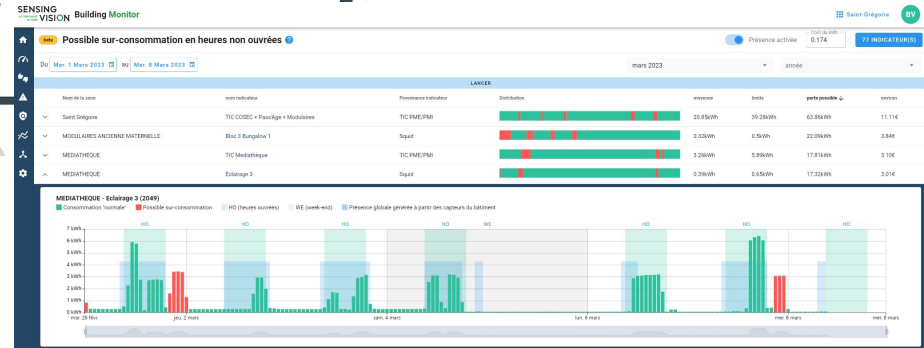 SENSING VISION Building Monitor
Saint-Grégoire
BV
beta Possible sur-consommation en heures non ouvrées ?
Présence activée
Coût du kWh
0.174
77 INDICATEUR(S)
Du Mer. 1 Mars 2023 au Mer. 8 Mars 2023
mars 2023
année
LANCER
Nom de la zone nom indicateur Provenance indicateur Distribution moyenne limite perte possible ↓ environ
Saint Grégoire TIC COSEC + Pass'Age + Modulaires TIC PME/PMI 20.85kWh 39.28kWh 63.86kWh 11.11€
MODULAIRES ANCIENNE MATERNELLE Bloc 3 Bungalow 1 Squid 0.32kWh 0.5kWh 22.09kWh 3.84€
MEDIATHEQUE TIC Mediathèque TIC PME/PMI 3.26kWh 5.89kWh 17.81kWh 3.10€
MEDIATHEQUE Eclairage 3 Squid 0.39kWh 0.65kWh 17.32kWh 3.01€
MEDIATHEQUE - Eclairage 3 (2049)
Consommation "normale" Possible sur-consommation HO (heures ouvrées) WE (week-end) Présence globale générée à partir des capteurs du bâtiment
HO HO HO HO WE HO HO HO
7 kWh
6 kWh
5 kWh
4 kWh
3 kWh
2 kWh
1 kWh
0 kWh
mar. 28 févr. jeu. 2 mars sam. 4 mars lun. 6 mars mer. 8 mars mer. 8 mars